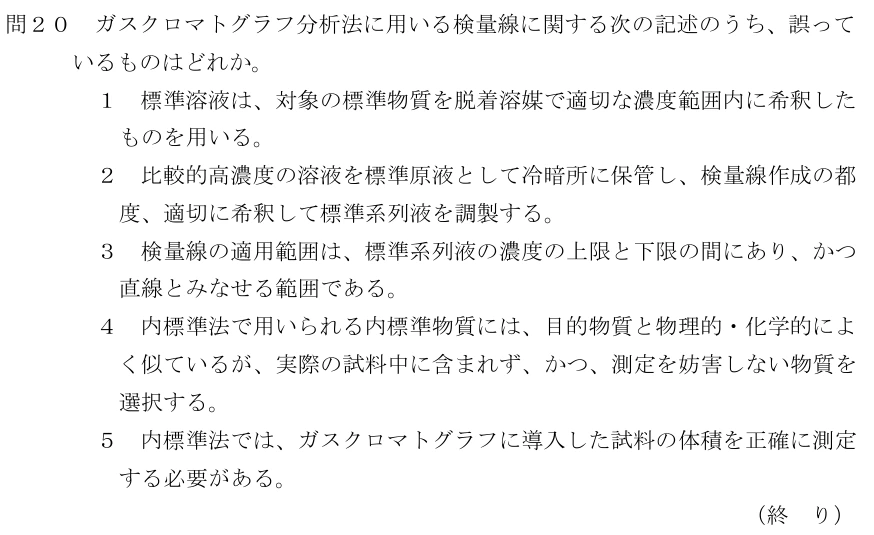 問２０　ガスクロマトグラフ分析法に用いる検量線に関する次の記述のうち、誤って
いるものはどれか。
１　標準溶液は、対象の標準物質を脱着溶媒で適切な濃度範囲内に希釈した
ものを用いる。
２　比較的高濃度の溶液を標準原液として冷暗所に保管し、検量線作成の都
度、適切に希釈して標準系列液を調製する。
３　検量線の適用範囲は、標準系列液の濃度の上限と下限の間にあり、かつ
直線とみなせる範囲である。
４　内標準法で用いられる内標準物質には、目的物質と物理的・化学的によ
く似ているが、実際の試料中に含まれず、かつ、測定を妨害しない物質を
選択する。
５　内標準法では、ガスクロマトグラフに導入した試料の体積を正確に測定
する必要がある。
（終　り）